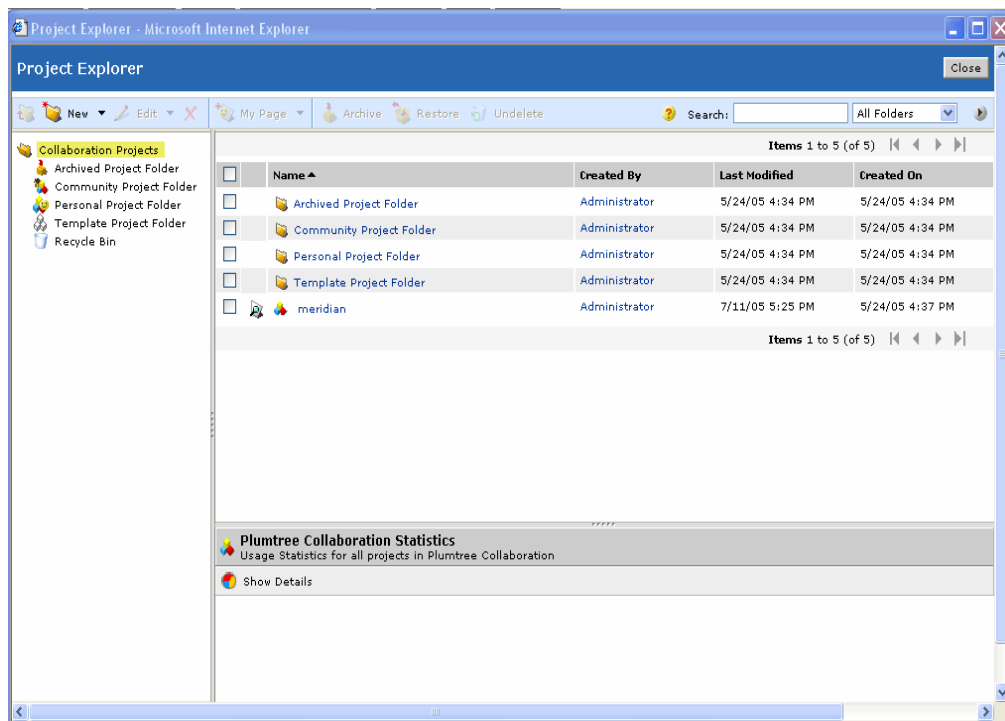 Project Explorer - Microsoft Internet Explorer
Project Explorer
Close
New Edit My Page Archive Restore Undelete Search: All Folders
Collaboration Projects
Archived Project Folder
Community Project Folder
Personal Project Folder
Template Project Folder
Recycle Bin
Items 1 to 5 (of 5)
Name Created By Last Modified Created On
Archived Project Folder Administrator 5/24/05 4:34 PM 5/24/05 4:34 PM
Community Project Folder Administrator 5/24/05 4:34 PM 5/24/05 4:34 PM
Personal Project Folder Administrator 5/24/05 4:34 PM 5/24/05 4:34 PM
Template Project Folder Administrator 5/24/05 4:34 PM 5/24/05 4:34 PM
meridian Administrator 7/11/05 5:25 PM 5/24/05 4:37 PM
Items 1 to 5 (of 5)
Plumtree Collaboration Statistics
Usage Statistics for all projects in Plumtree Collaboration
Show Details